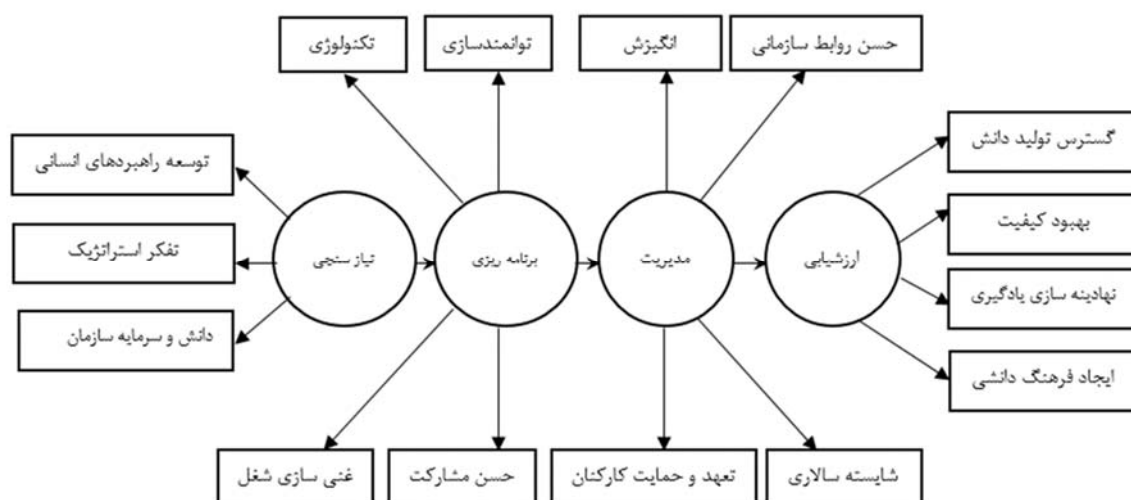 حسن روابط سازمانی
انگیزش
توانمندسازی
تکنولوژی
گسترس تولید دانش
بهبود کیفیت
نهادینه سازی یادگیری
ایجاد فرهنگ دانشی
ارزشیابی
مدیریت
برنامه ریزی
نیاز سنجی
توسعه راهبردهای انسانی
تفکر استراتژیک
دانش و سرمایه سازمان
شایسته سالاری
تعهد و حمایت کارکنان
حسن مشارکت
غنی سازی شغل